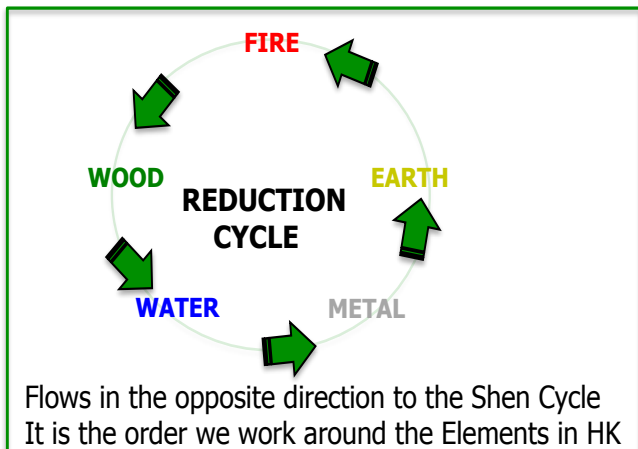 FIRE
WOOD
EARTH
REDUCTION
CYCLE
WATER
METAL
Flows in the opposite direction to the Shen Cycle
It is the order we work around the Elements in HK